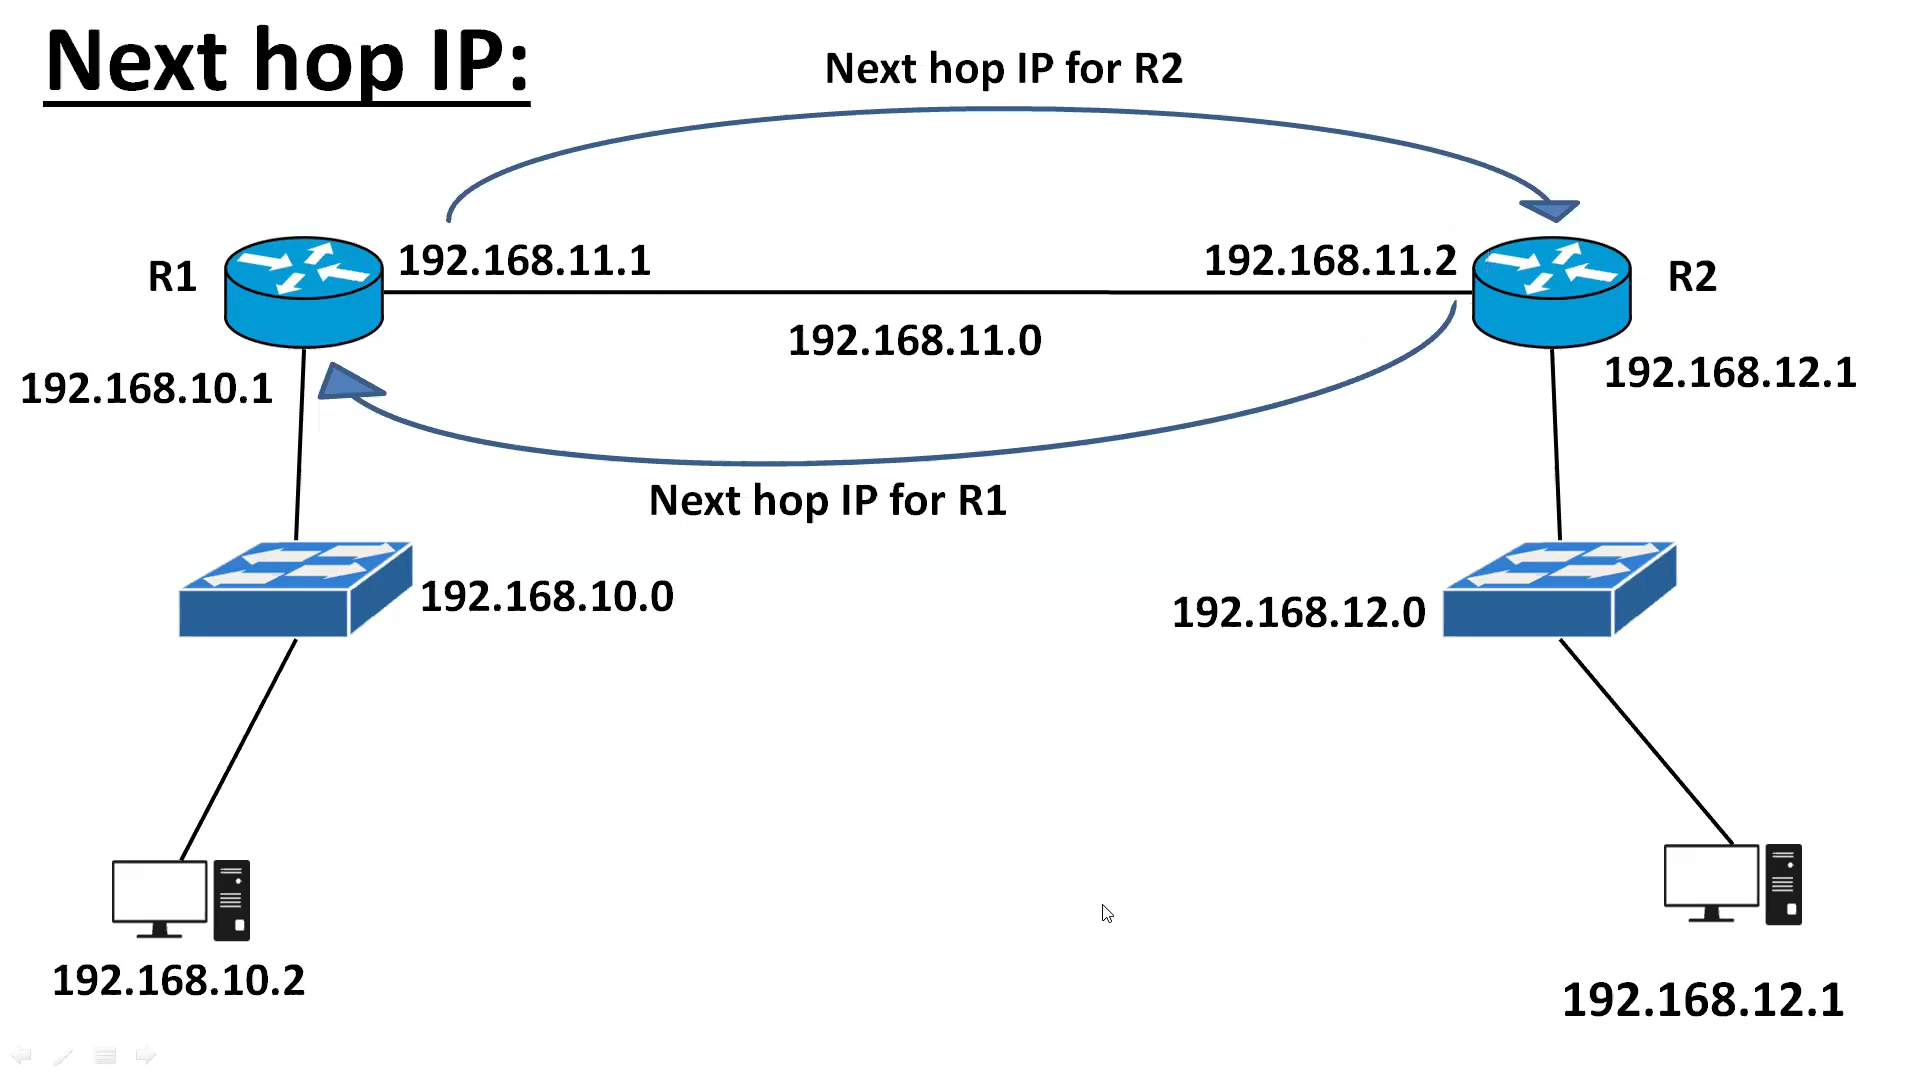 Next hop IP:
Next hop IP for R2
R1
192.168.11.1
192.168.11.2
R2
192.168.11.0
192.168.10.1
192.168.12.1
Next hop IP for R1
192.168.10.0
192.168.12.0
192.168.10.2
192.168.12.1